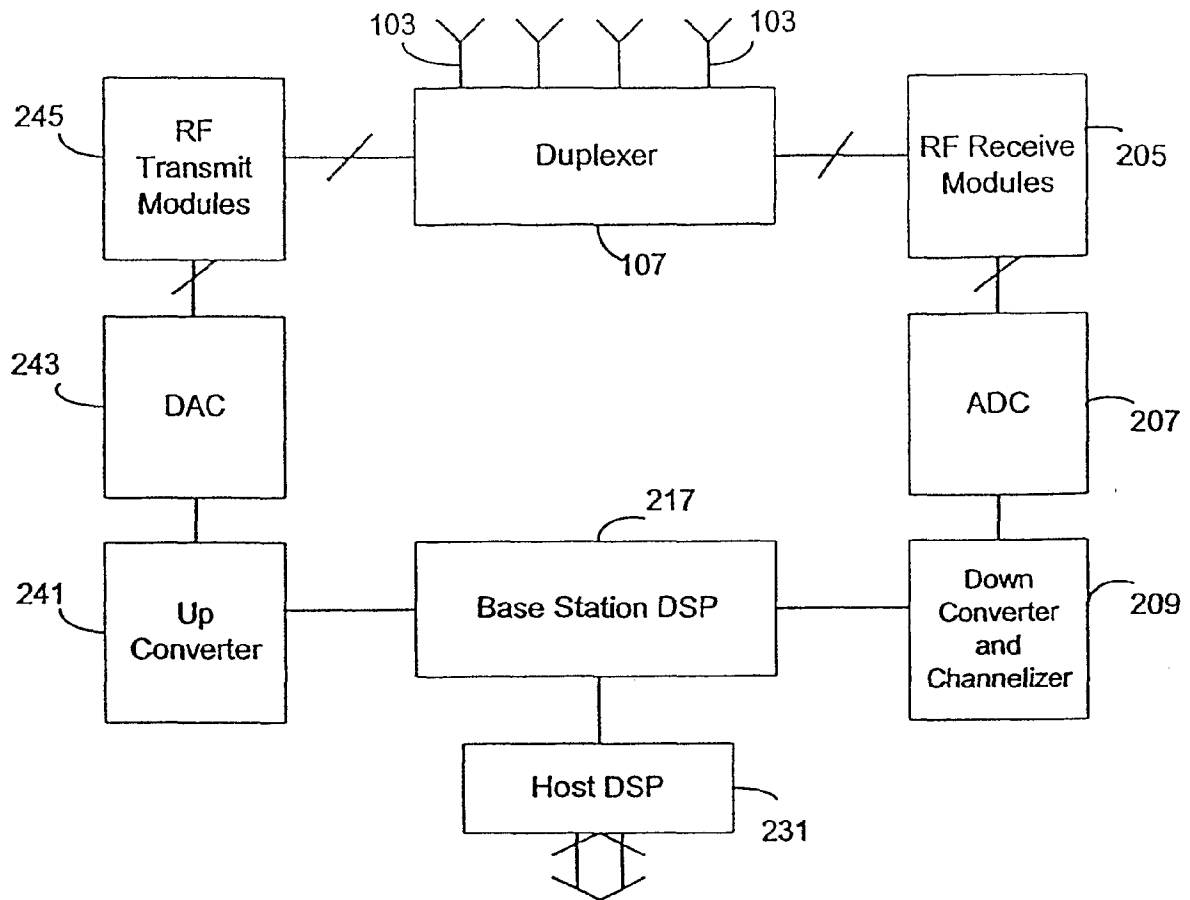 103
103
245
RF
Transmit
Modules
Duplexer
RF Receive
Modules
205
107
243
DAC
ADC
207
217
241
Up
Converter
Base Station DSP
Down
Converter
and
Channelizer
209
Host DSP
231